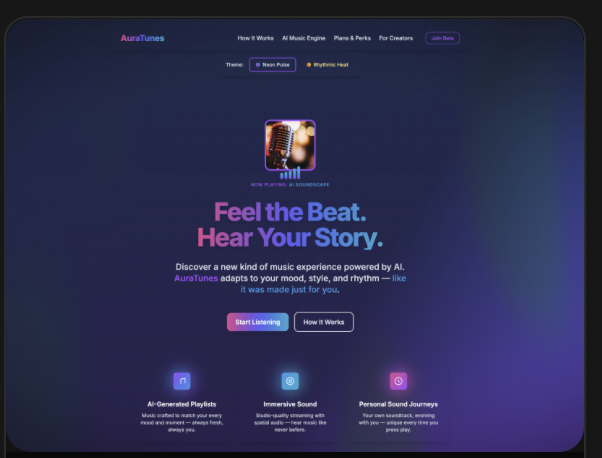 AuraTunes
How It Works
AI Music Engine
Plans & Perks
For Creators
Join Beta
Theme:
Neon Pulse
Rhythmic Heat
NOW PLAYING: AI SOUNDSCAPE
Feel the Beat.
Hear Your Story.
Discover a new kind of music experience powered by AI.
AuraTunes adapts to your mood, style, and rhythm — like
it was made just for you.
Start Listening
How It Works
AI-Generated Playlists
Music crafted to match your every
mood and moment — always fresh,
always you.
Immersive Sound
Studio-quality streaming with
spatial audio — hear music like
never before.
Personal Sound Journeys
Your own soundtrack, evolving
with you — unique every time you
press play.